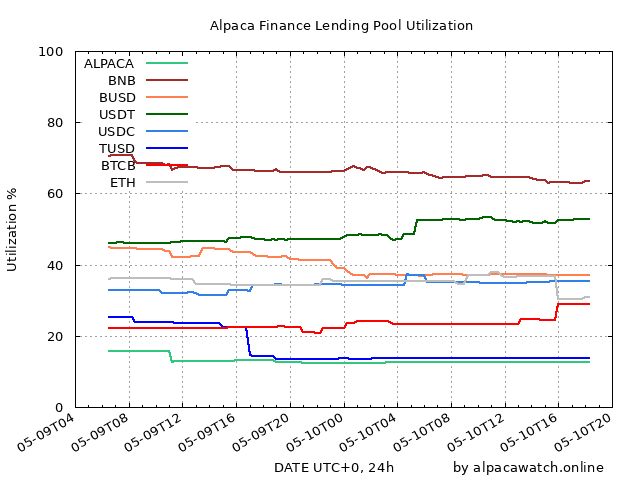 Alpaca Finance Lending Pool Utilization
Utilization %
100
80
60
40
20
0
ALPACA
BNB
BUSD
USDT
USDC
TUSD
BTCB
ETH
05-09T04
05-09T08
05-09T12
05-09T16
05-09T20
05-10T00
05-10T04
05-10T08
05-10T12
05-10T16
05-10T20
DATE UTC+0, 24h
by alpacawatch.online